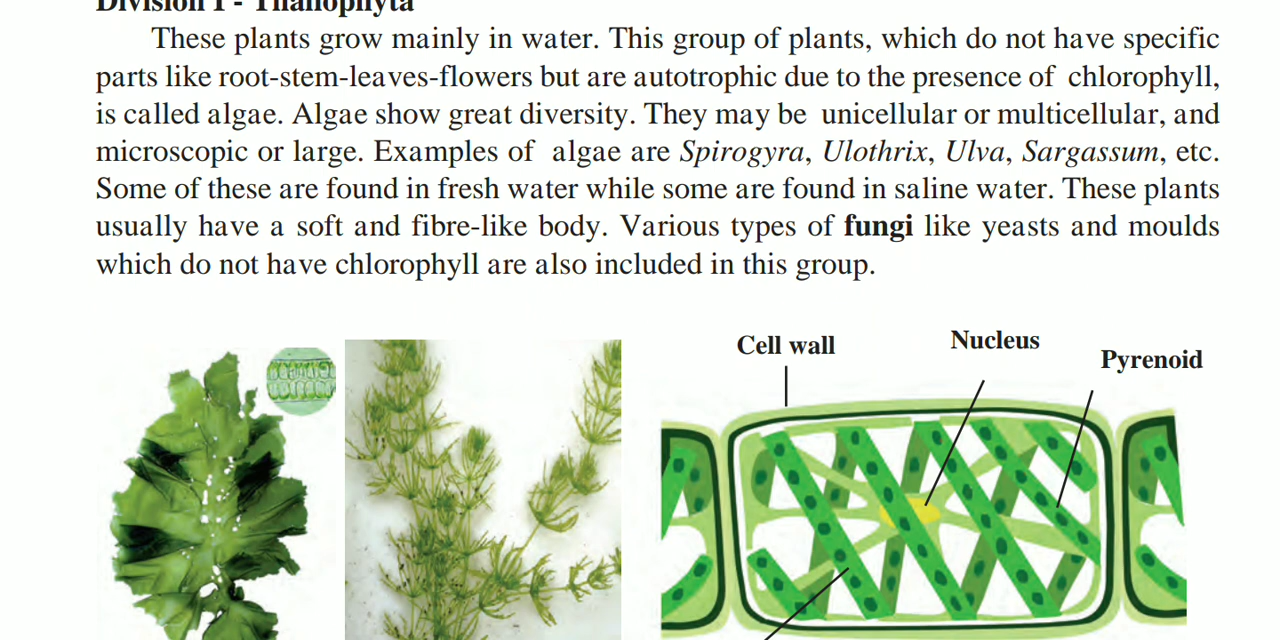 Division I - Thallophyta
These plants grow mainly in water. This group of plants, which do not have specific
parts like root-stem-leaves-flowers but are autotrophic due to the presence of chlorophyll,
is called algae. Algae show great diversity. They may be unicellular or multicellular, and
microscopic or large. Examples of algae are Spirogyra, Ulothrix, Ulva, Sargassum, etc.
Some of these are found in fresh water while some are found in saline water. These plants
usually have a soft and fibre-like body. Various types of fungi like yeasts and moulds
which do not have chlorophyll are also included in this group.
Cell wall
Nucleus
Pyrenoid